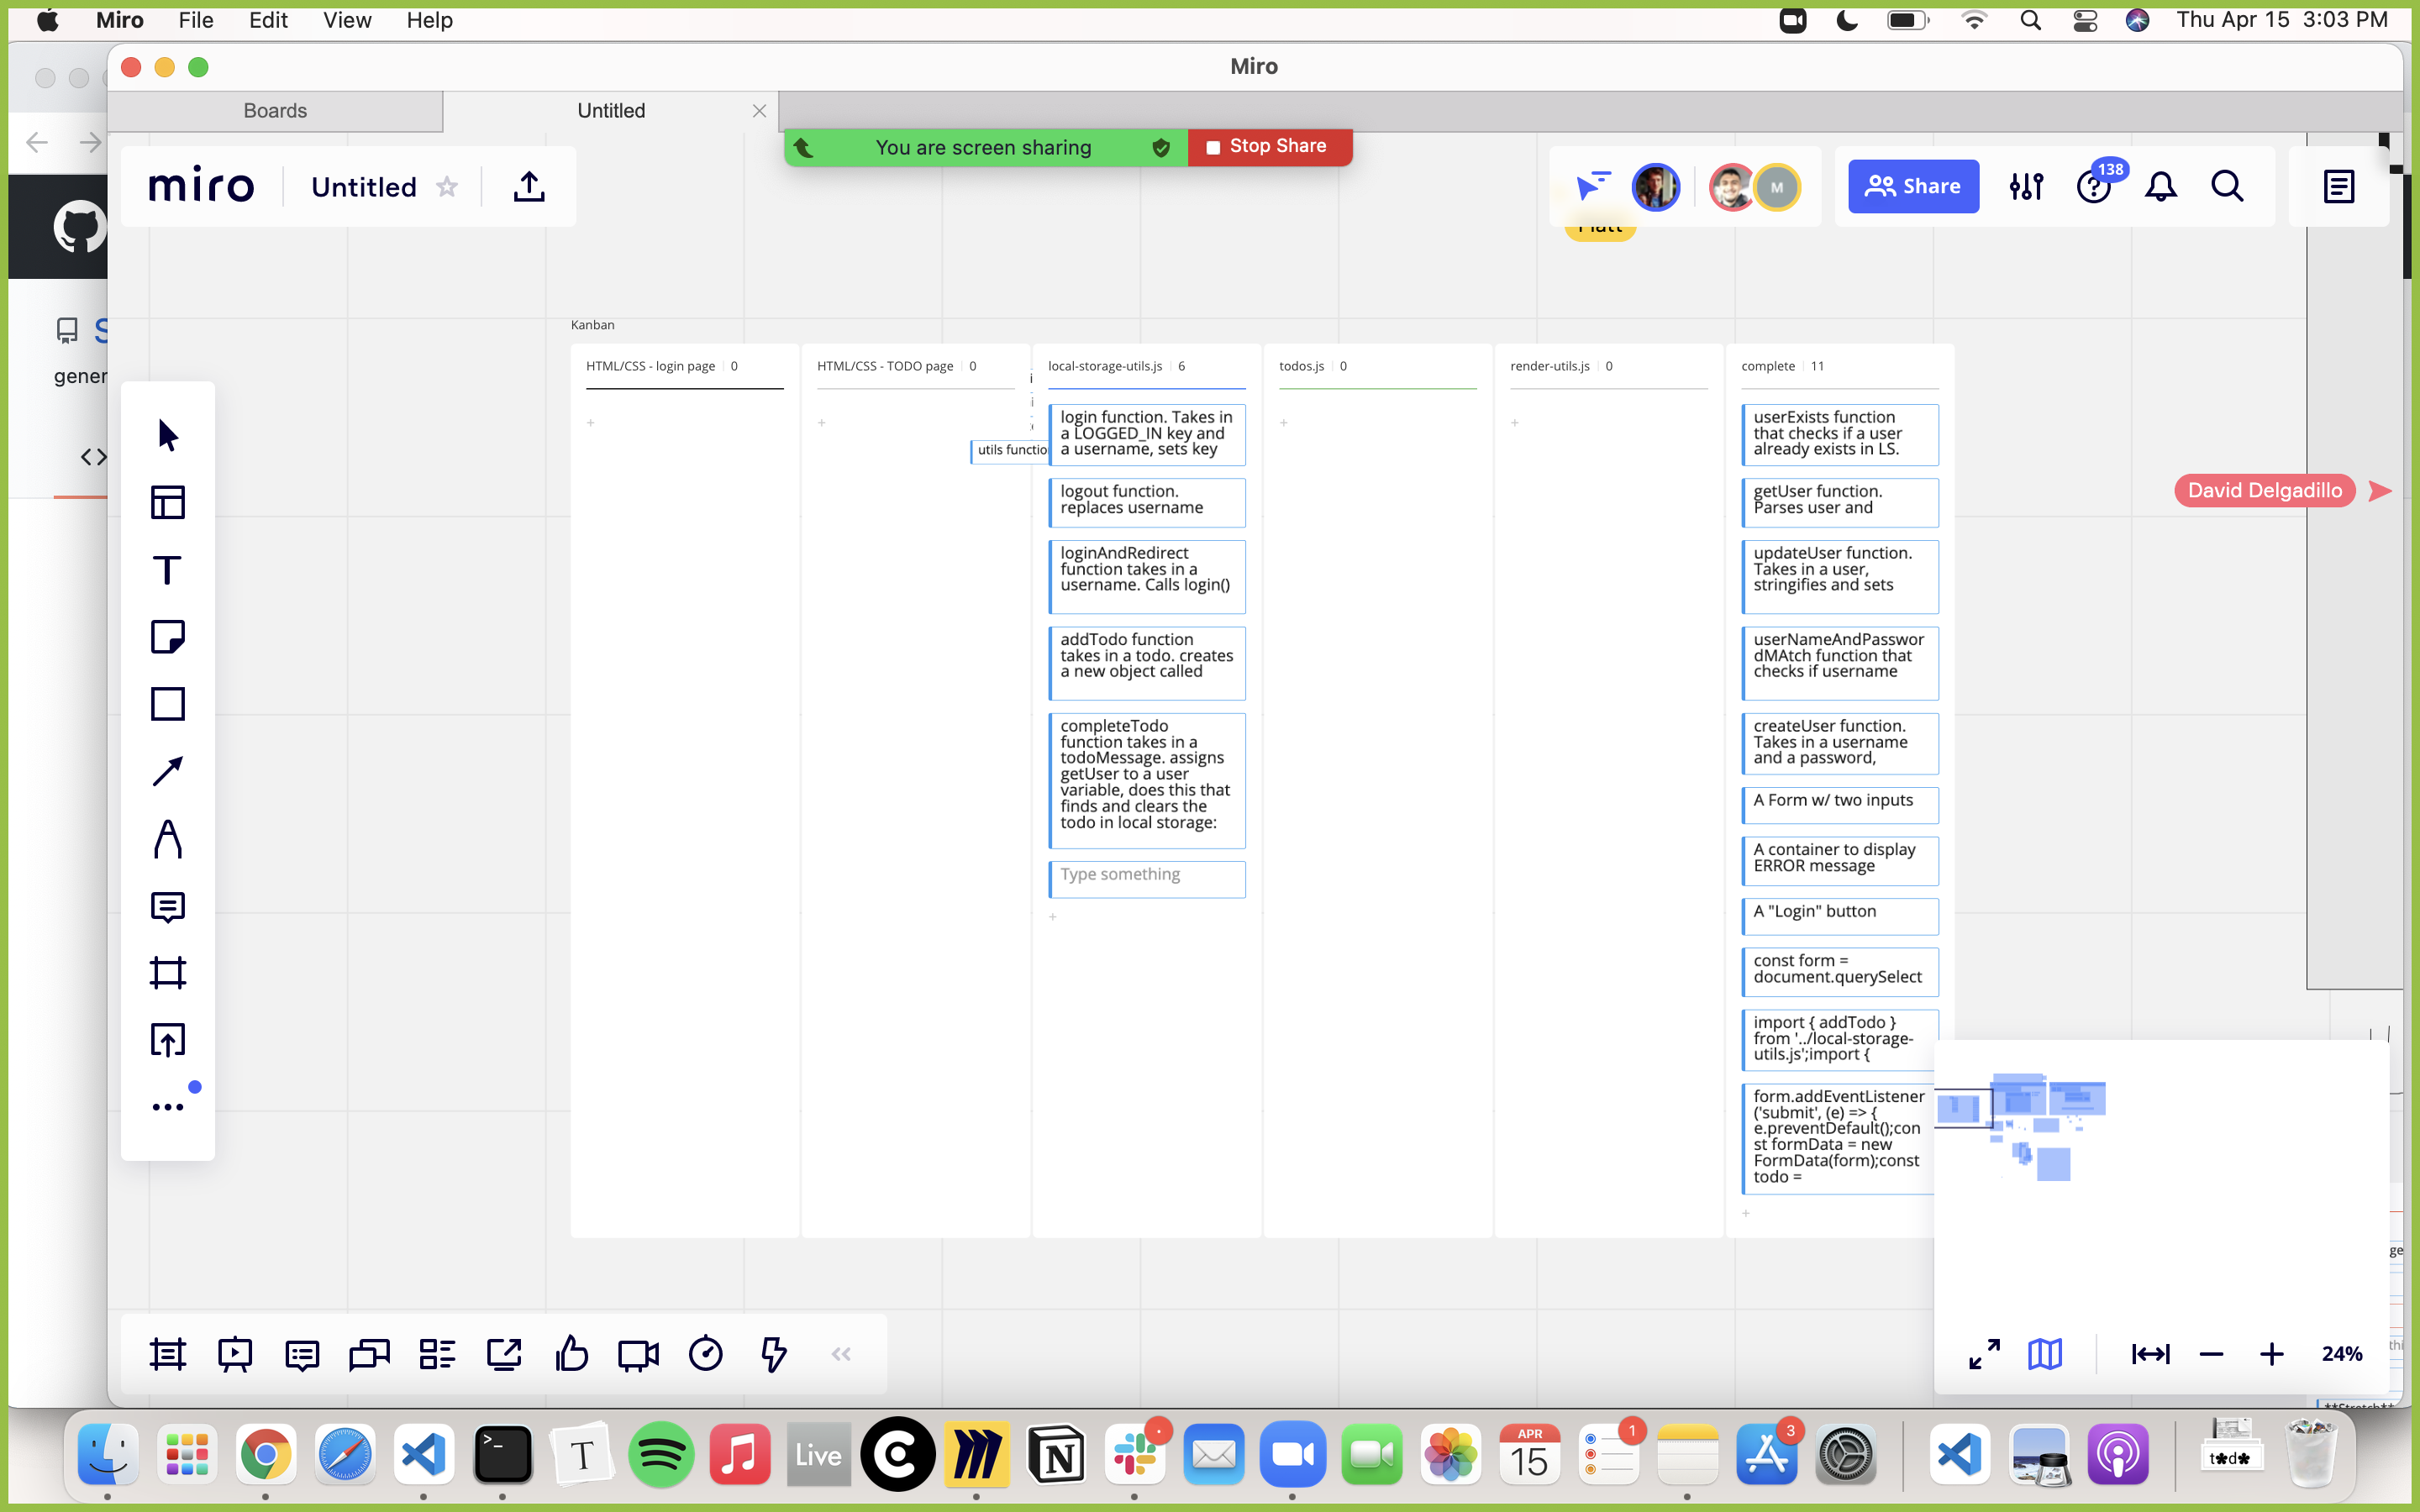 Miro File Edit View Help
Thu Apr 15 3:03 PM
Miro
Boards
Untitled
You are screen sharing
Stop Share
miro
Untitled
M
Share
138
gener
Kanban
HTML/CSS - login page 0
HTML/CSS - TODO page 0
utils functio
local-storage-utils.js 6
login function. Takes in
a LOGGED_IN key and
a username, sets key
logout function.
replaces username
loginAndRedirect
function takes in a
username. Calls login()
addTodo function
takes in a todo. creates
a new object called
completeTodo
function takes in a
todoMessage. assigns
getUser to a user
variable, does this that
finds and clears the
todo in local storage:
Type something
todos.js 0
render-utils.js 0
complete 11
userExists function
that checks if a user
already exists in LS.
getUser function.
Parses user and
updateUser function.
Takes in a user,
stringifies and sets
userNameAndPasswor
dMAtch function that
checks if username
createUser function.
Takes in a username
and a password,
A Form w/ two inputs
A container to display
ERROR message
A "Login" button
const form =
document.querySelect
import { addTodo }
from '../local-storage-
utils.js';import {
form.addEventListener
('submit', (e) => {
e.preventDefault();con
st formData = new
FormData(form);const
todo =
David Delgadillo
24%
T
Live
APR
15
1
3